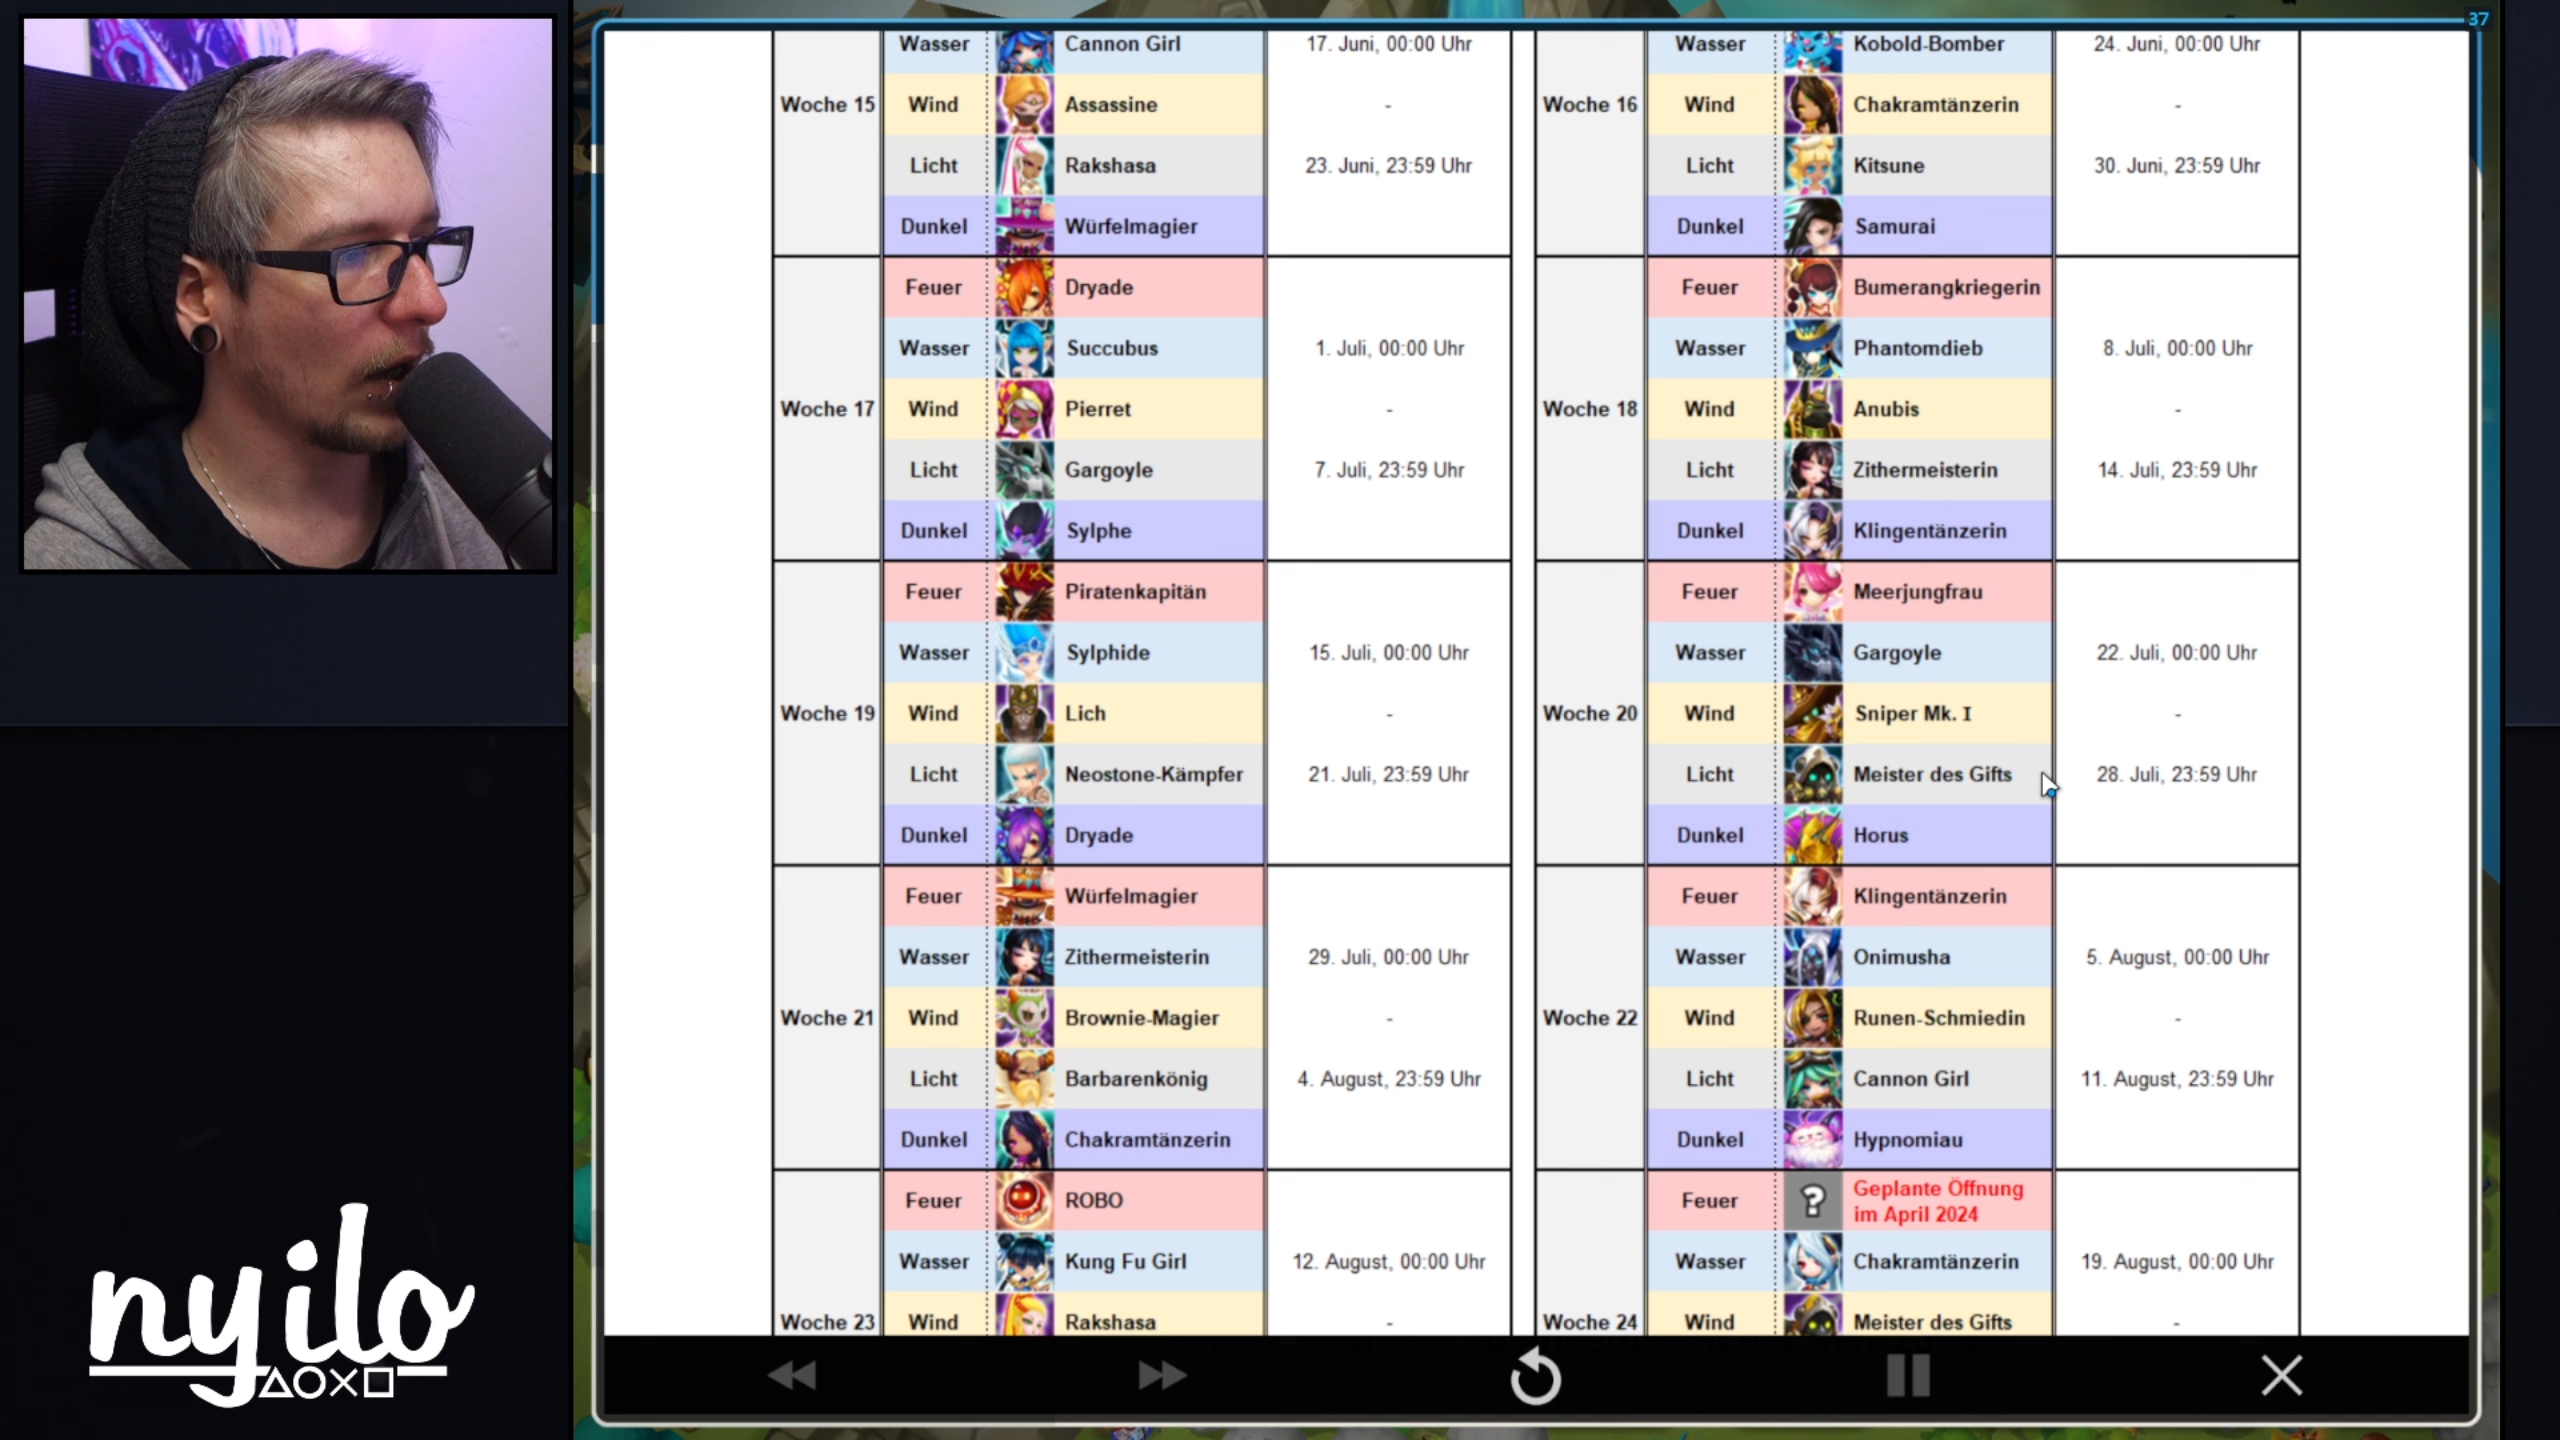 37
Wasser Cannon Girl 17. Juni, 00:00 Uhr
Woche 15 Wind Assassine -
Licht Rakshasa 23. Juni, 23:59 Uhr
Dunkel Würfelmagier
Wasser Kobold-Bomber 24. Juni, 00:00 Uhr
Woche 16 Wind Chakramtänzerin -
Licht Kitsune 30. Juni, 23:59 Uhr
Dunkel Samurai
Feuer Dryade
Wasser Succubus 1. Juli, 00:00 Uhr
Woche 17 Wind Pierret -
Licht Gargoyle 7. Juli, 23:59 Uhr
Dunkel Sylphe
Feuer Bumerangkriegerin
Wasser Phantomdieb 8. Juli, 00:00 Uhr
Woche 18 Wind Anubis -
Licht Zithermeisterin 14. Juli, 23:59 Uhr
Dunkel Klingentänzerin
Feuer Piratenkapitän
Wasser Sylphide 15. Juli, 00:00 Uhr
Woche 19 Wind Lich -
Licht Neostone-Kämpfer 21. Juli, 23:59 Uhr
Dunkel Dryade
Feuer Meerjungfrau
Wasser Gargoyle 22. Juli, 00:00 Uhr
Woche 20 Wind Sniper Mk. I -
Licht Meister des Gifts 28. Juli, 23:59 Uhr
Dunkel Horus
Feuer Würfelmagier
Wasser Zithermeisterin 29. Juli, 00:00 Uhr
Woche 21 Wind Brownie-Magier -
Licht Barbarenkönig 4. August, 23:59 Uhr
Dunkel Chakramtänzerin
Feuer Klingentänzerin
Wasser Onimusha 5. August, 00:00 Uhr
Woche 22 Wind Runen-Schmiedin -
Licht Cannon Girl 11. August, 23:59 Uhr
Dunkel Hypnomiau
Feuer ROBO
Wasser Kung Fu Girl 12. August, 00:00 Uhr
Woche 23 Wind Rakshasa -
Feuer ? Geplante Öffnung
im April 2024
Wasser Chakramtänzerin 19. August, 00:00 Uhr
Woche 24 Wind Meister des Gifts -
nyilo